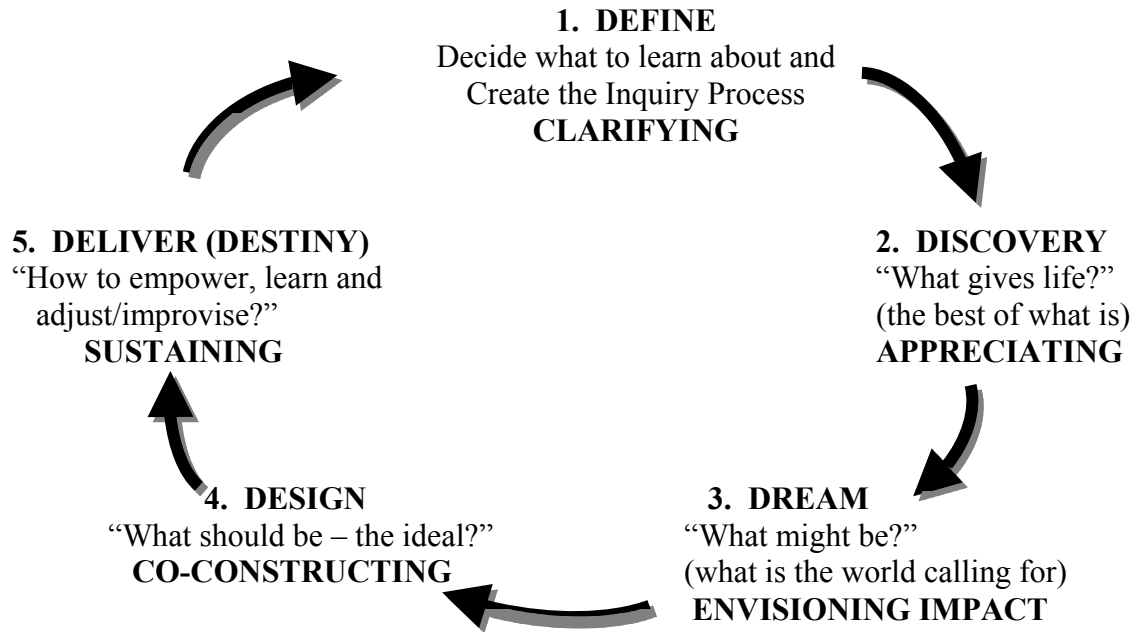 1. DEFINE
Decide what to learn about and
Create the Inquiry Process
CLARIFYING
2. DISCOVERY
“What gives life?”
(the best of what is)
APPRECIATING
3. DREAM
“What might be?”
(what is the world calling for)
ENVISIONING IMPACT
4. DESIGN
“What should be – the ideal?”
CO-CONSTRUCTING
5. DELIVER (DESTINY)
“How to empower, learn and
adjust/improvise?”
SUSTAINING